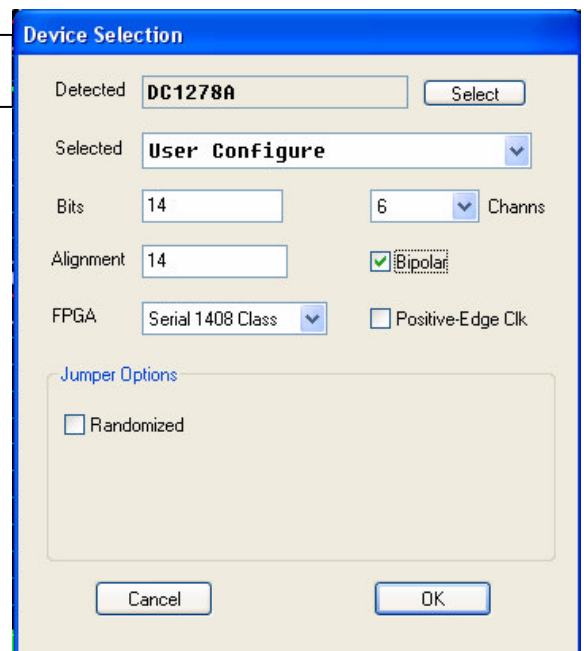 Device Selection
Detected DC1278A Select
Selected User Configure
Bits 14 6 Channs
Alignment 14 Bipolar
FPGA Serial 1408 Class Positive-Edge Clk
Jumper Options
Randomized
Cancel OK